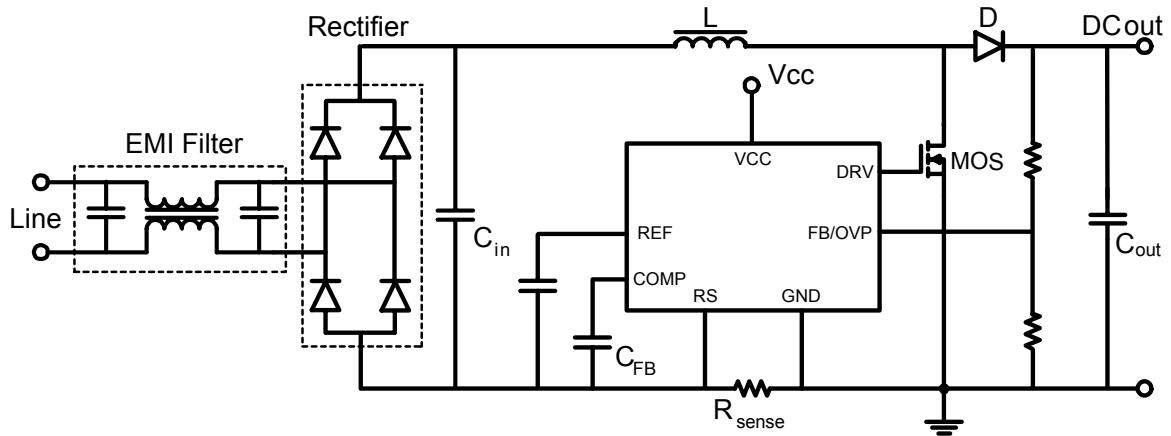 Rectifier
L
D
DCout
Vcc
EMI Filter
VCC
DRV
MOS
Line
REF
FB/OVP
Cin
Cout
COMP
RS
GND
CFB
Rsense